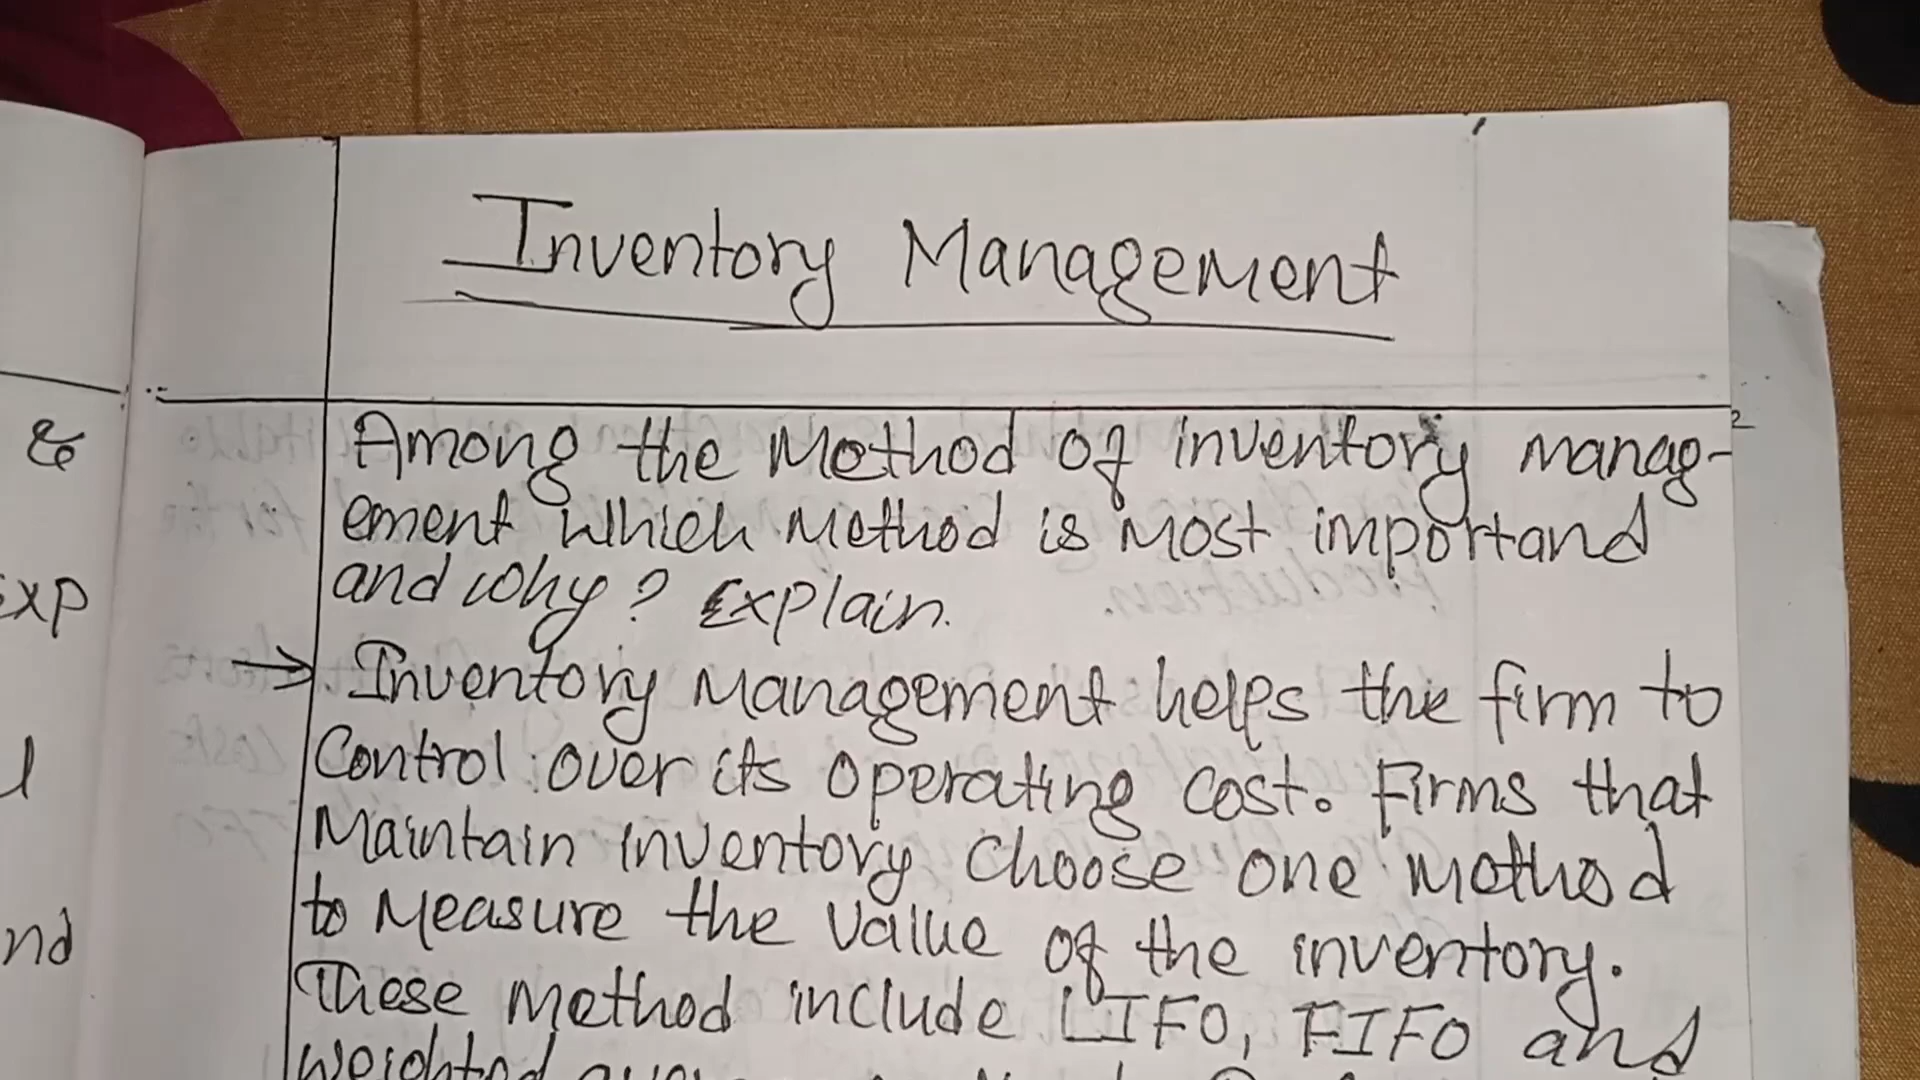 Inventory Management
Among the Method of inventory manag-
ement which method is most importand
and why? Explain.
→ Inventory Management helps the firm to
Control over its operating cost. Firms that
Maintain inventory choose one method
to Measure the value of the inventory.
These method include LIFO, FIFO and
&
Exp
l
nd